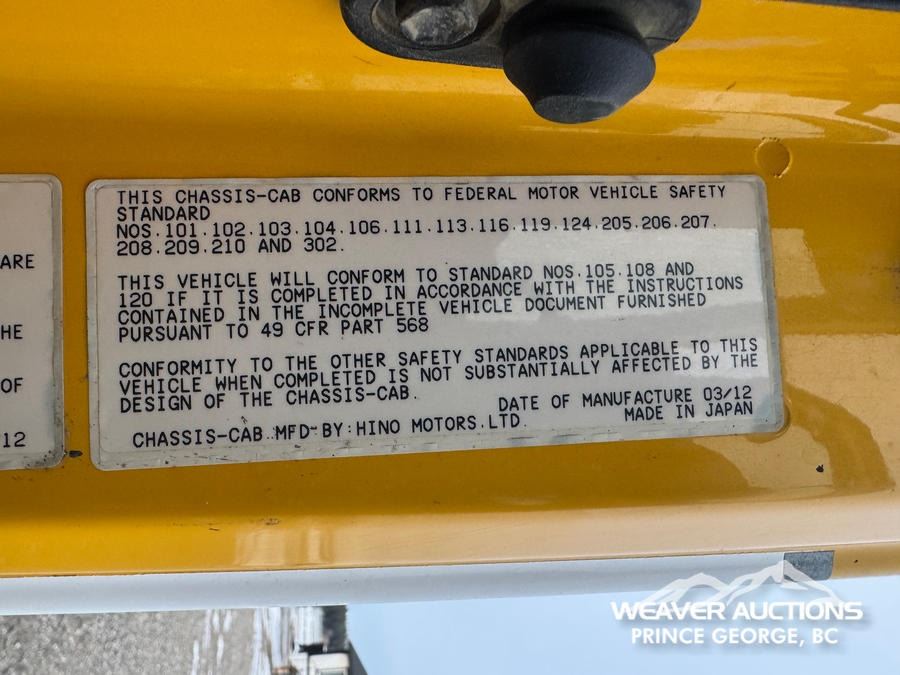 ARE
HE
OF
12
THIS CHASSIS-CAB CONFORMS TO FEDERAL MOTOR VEHICLE SAFETY
STANDARD
NOS.101.102.103.104.106.111.113.116.119.124.205.206.207.
208.209.210 AND 302.
THIS VEHICLE WILL CONFORM TO STANDARD NOS.105.108 AND
120 IF IT IS COMPLETED IN ACCORDANCE WITH THE INSTRUCTIONS
CONTAINED IN THE INCOMPLETE VEHICLE DOCUMENT FURNISHED
PURSUANT TO 49 CFR PART 568
CONFORMITY TO THE OTHER SAFETY STANDARDS APPLICABLE TO THIS
VEHICLE WHEN COMPLETED IS NOT SUBSTANTIALLY AFFECTED BY THE
DESIGN OF THE CHASSIS-CAB.
DATE OF MANUFACTURE 03/12
CHASSIS-CAB MFD BY:HINO MOTORS.LTD. MADE IN JAPAN
WEAVER AUCTIONS
PRINCE GEORGE, BC